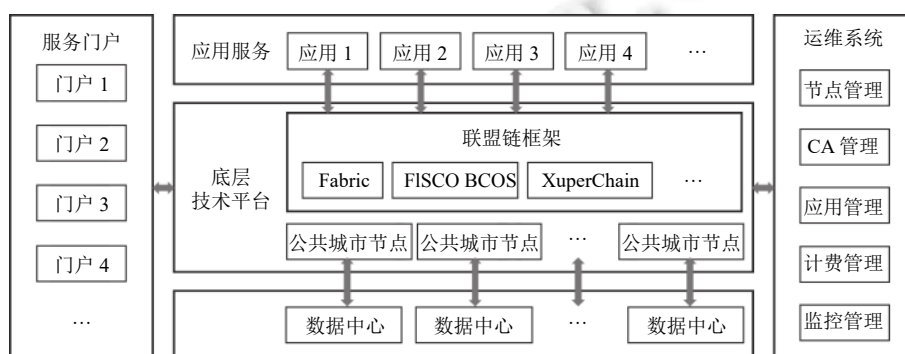 服务门户
门户 1
门户 2
门户 3
门户 4
…
应用服务
应用 1
应用 2
应用 3
应用 4
…
底层
技术平台
联盟链框架
Fabric
FISCO BCOS
XuperChain
…
公共城市节点
公共城市节点
…
公共城市节点
数据中心
数据中心
…
数据中心
运维系统
节点管理
CA 管理
应用管理
计费管理
监控管理